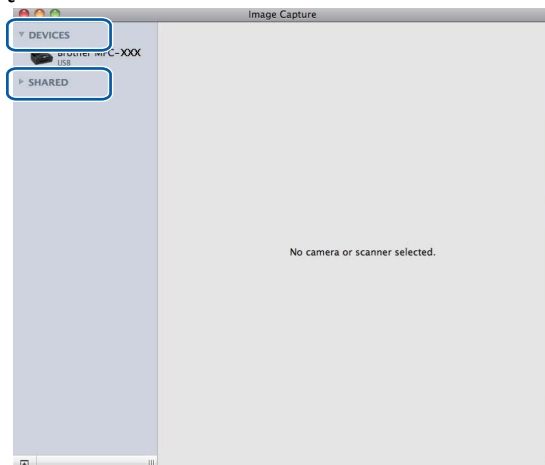 Image Capture
DEVICES
Brother MFC-XXX
USB
SHARED
No camera or scanner selected.